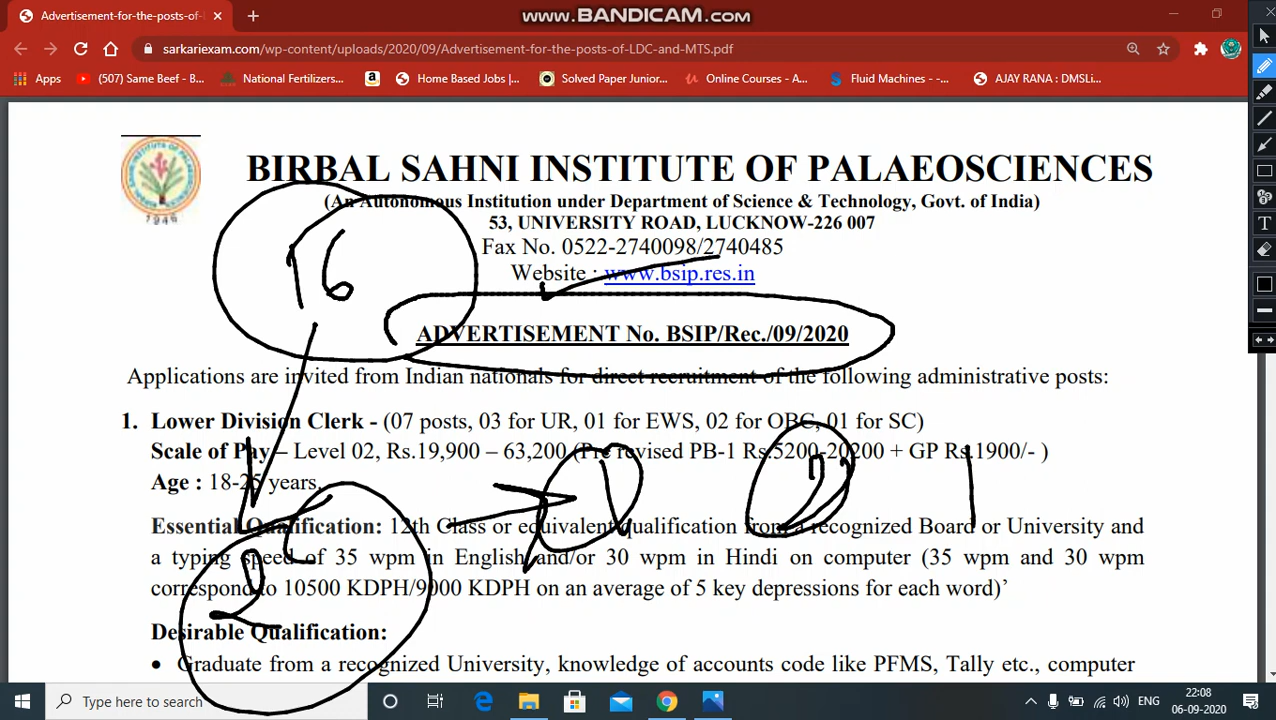 Advertisement-for-the-posts-of-
www.BANDICAM.com
sarkariexam.com/wp-content/uploads/2020/09/Advertisement-for-the-posts-of-LDC-and-MTS.pdf
Apps (507) Same Beef - B... National Fertilizers... Home Based Jobs |... Solved Paper Junior... Online Courses - A... Fluid Machines - -... AJAY RANA : DMSLi...
1946
BIRBAL SAHNI INSTITUTE OF PALAEOSCIENCES
(An Autonomous Institution under Department of Science & Technology, Govt. of India)
53, UNIVERSITY ROAD, LUCKNOW-226 007
Fax No. 0522-2740098/2740485
Website : www.bsip.res.in
16
ADVERTISEMENT No. BSIP/Rec./09/2020
Applications are invited from Indian nationals for direct recruitment of the following administrative posts:
1. Lower Division Clerk - (07 posts, 03 for UR, 01 for EWS, 02 for OBC, 01 for SC)
Scale of Pay – Level 02, Rs.19,900 – 63,200 (Pre revised PB-1 Rs.5200-20200 + GP Rs.1900/- )
Age : 18-25 years.
Essential Qualification: 12th Class or equivalent qualification from a recognized Board or University and
a typing speed of 35 wpm in English and/or 30 wpm in Hindi on computer (35 wpm and 30 wpm
correspond to 10500 KDPH/9000 KDPH on an average of 5 key depressions for each word)’
2
Desirable Qualification:
• Graduate from a recognized University, knowledge of accounts code like PFMS, Tally etc., computer
Type here to search
ENG
22:08
06-09-2020